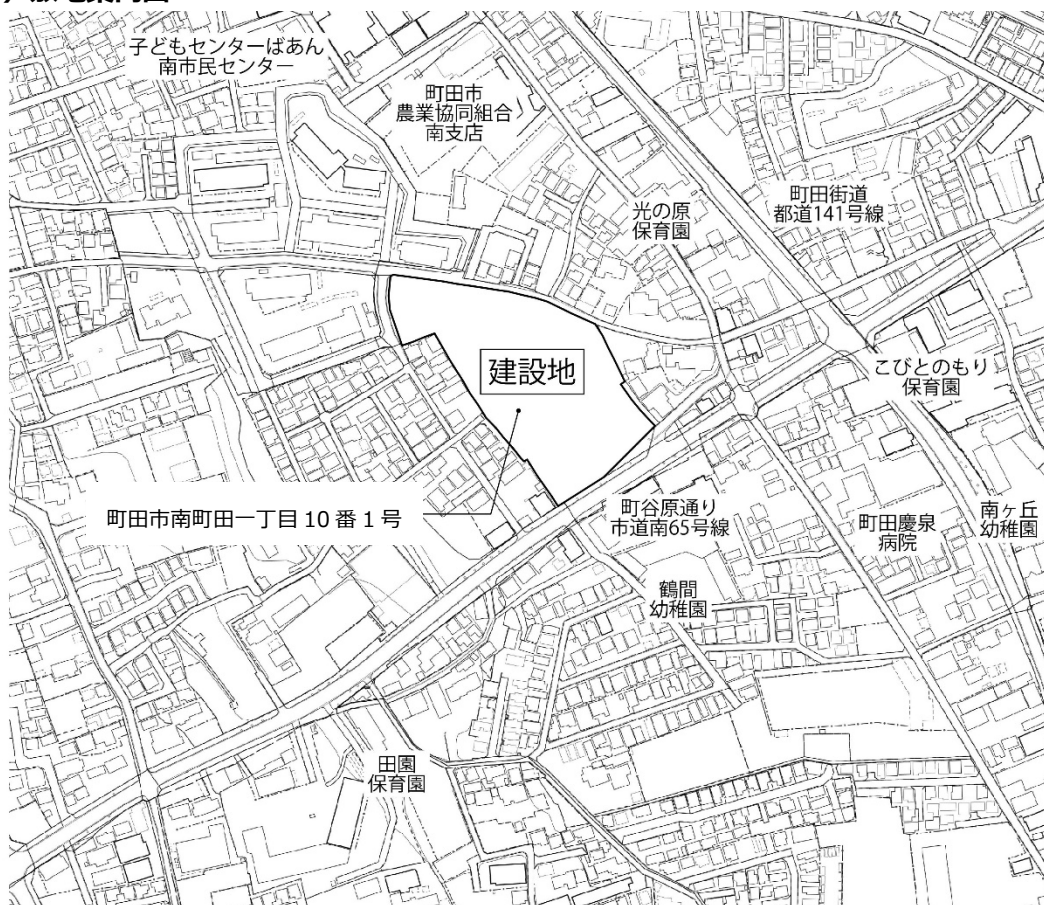 子どもセンターばあん
南市民センター
町田市
農業協同組合
南支店
町田街道
都道141号線
光の原
保育園
建設地
こびとのもり
保育園
町田市南町田一丁目10番1号
町谷原通り
市道南65号線
町田慶泉
病院
南ヶ丘
幼稚園
鶴間
幼稚園
田園
保育園